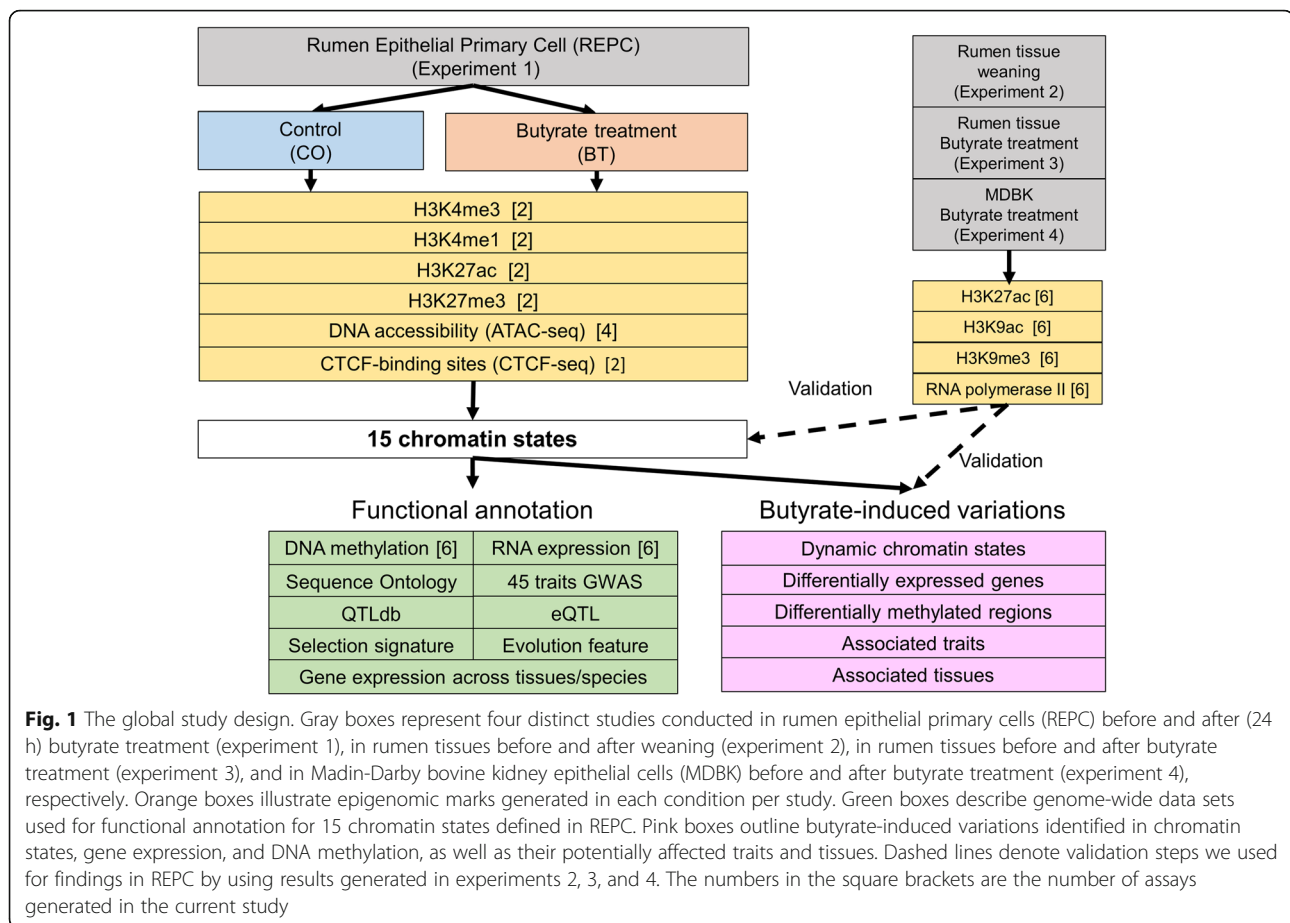 Rumen Epithelial Primary Cell (REPC)
(Experiment 1)
Control
(CO)
Butyrate treatment
(BT)
H3K4me3 [2]
H3K4me1 [2]
H3K27ac [2]
H3K27me3 [2]
DNA accessibility (ATAC-seq) [4]
CTCF-binding sites (CTCF-seq) [2]
Rumen tissue
weaning
(Experiment 2)
Rumen tissue
Butyrate treatment
(Experiment 3)
MDBK
Butyrate treatment
(Experiment 4)
H3K27ac [6]
H3K9ac [6]
H3K9me3 [6]
RNA polymerase II [6]
Validation
15 chromatin states
Validation
Functional annotation
DNA methylation [6]
RNA expression [6]
Sequence Ontology
45 traits GWAS
QTLdb
eQTL
Selection signature
Evolution feature
Gene expression across tissues/species
Butyrate-induced variations
Dynamic chromatin states
Differentially expressed genes
Differentially methylated regions
Associated traits
Associated tissues
Fig. 1 The global study design. Gray boxes represent four distinct studies conducted in rumen epithelial primary cells (REPC) before and after (24
h) butyrate treatment (experiment 1), in rumen tissues before and after weaning (experiment 2), in rumen tissues before and after butyrate
treatment (experiment 3), and in Madin-Darby bovine kidney epithelial cells (MDBK) before and after butyrate treatment (experiment 4),
respectively. Orange boxes illustrate epigenomic marks generated in each condition per study. Green boxes describe genome-wide data sets
used for functional annotation for 15 chromatin states defined in REPC. Pink boxes outline butyrate-induced variations identified in chromatin
states, gene expression, and DNA methylation, as well as their potentially affected traits and tissues. Dashed lines denote validation steps we used
for findings in REPC by using results generated in experiments 2, 3, and 4. The numbers in the square brackets are the number of assays
generated in the current study